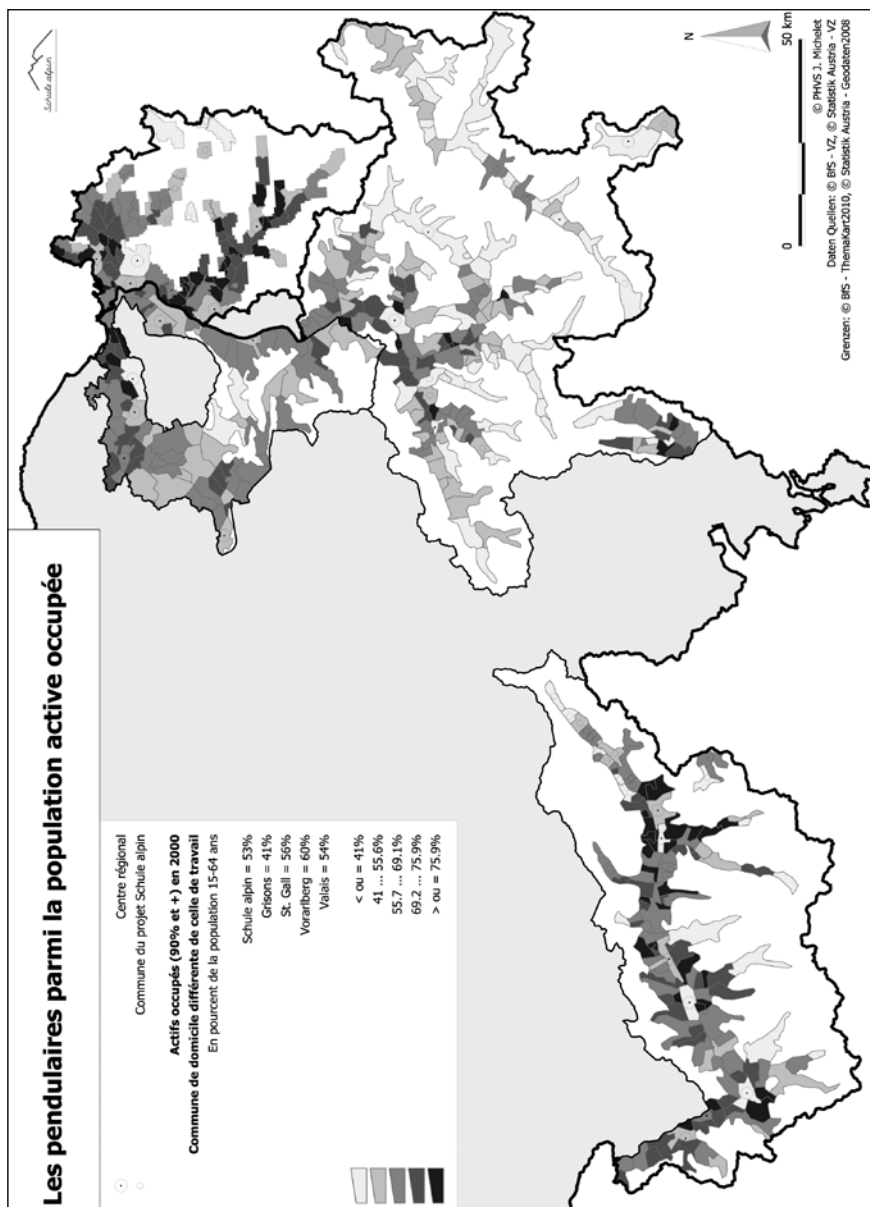 Les pendulaires parmi la population active occupée
Schule alpin
Centre régional
Commune du projet Schule alpin
Actifs occupés (90% et +) en 2000
Commune de domicile différente de celle de travail
En pourcent de la population 15-64 ans
Schule alpin = 53%
Grisons = 41%
St. Gall = 56%
Vorarlberg = 60%
Valais = 54%
< ou = 41%
41 ... 55.6%
55.7 ... 69.1%
69.2 ... 75.9%
> ou = 75.9%
N
0
50 km
© PHVS J. Michelet
Daten Quellen: © BfS - VZ, © Statistik Austria - VZ
Grenzen: © BfS - ThemaKart2010, © Statistik Austria - Geodaten2008